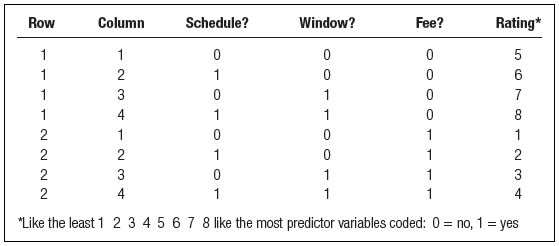 Row Column Schedule? Window? Fee? Rating*
1 1 0 0 0 5
1 2 1 0 0 6
1 3 0 1 0 7
1 4 1 1 0 8
2 1 0 0 1 1
2 2 1 0 1 2
2 3 0 1 1 3
2 4 1 1 1 4
*Like the least 1 2 3 4 5 6 7 8 like the most predictor variables coded: 0 = no, 1 = yes